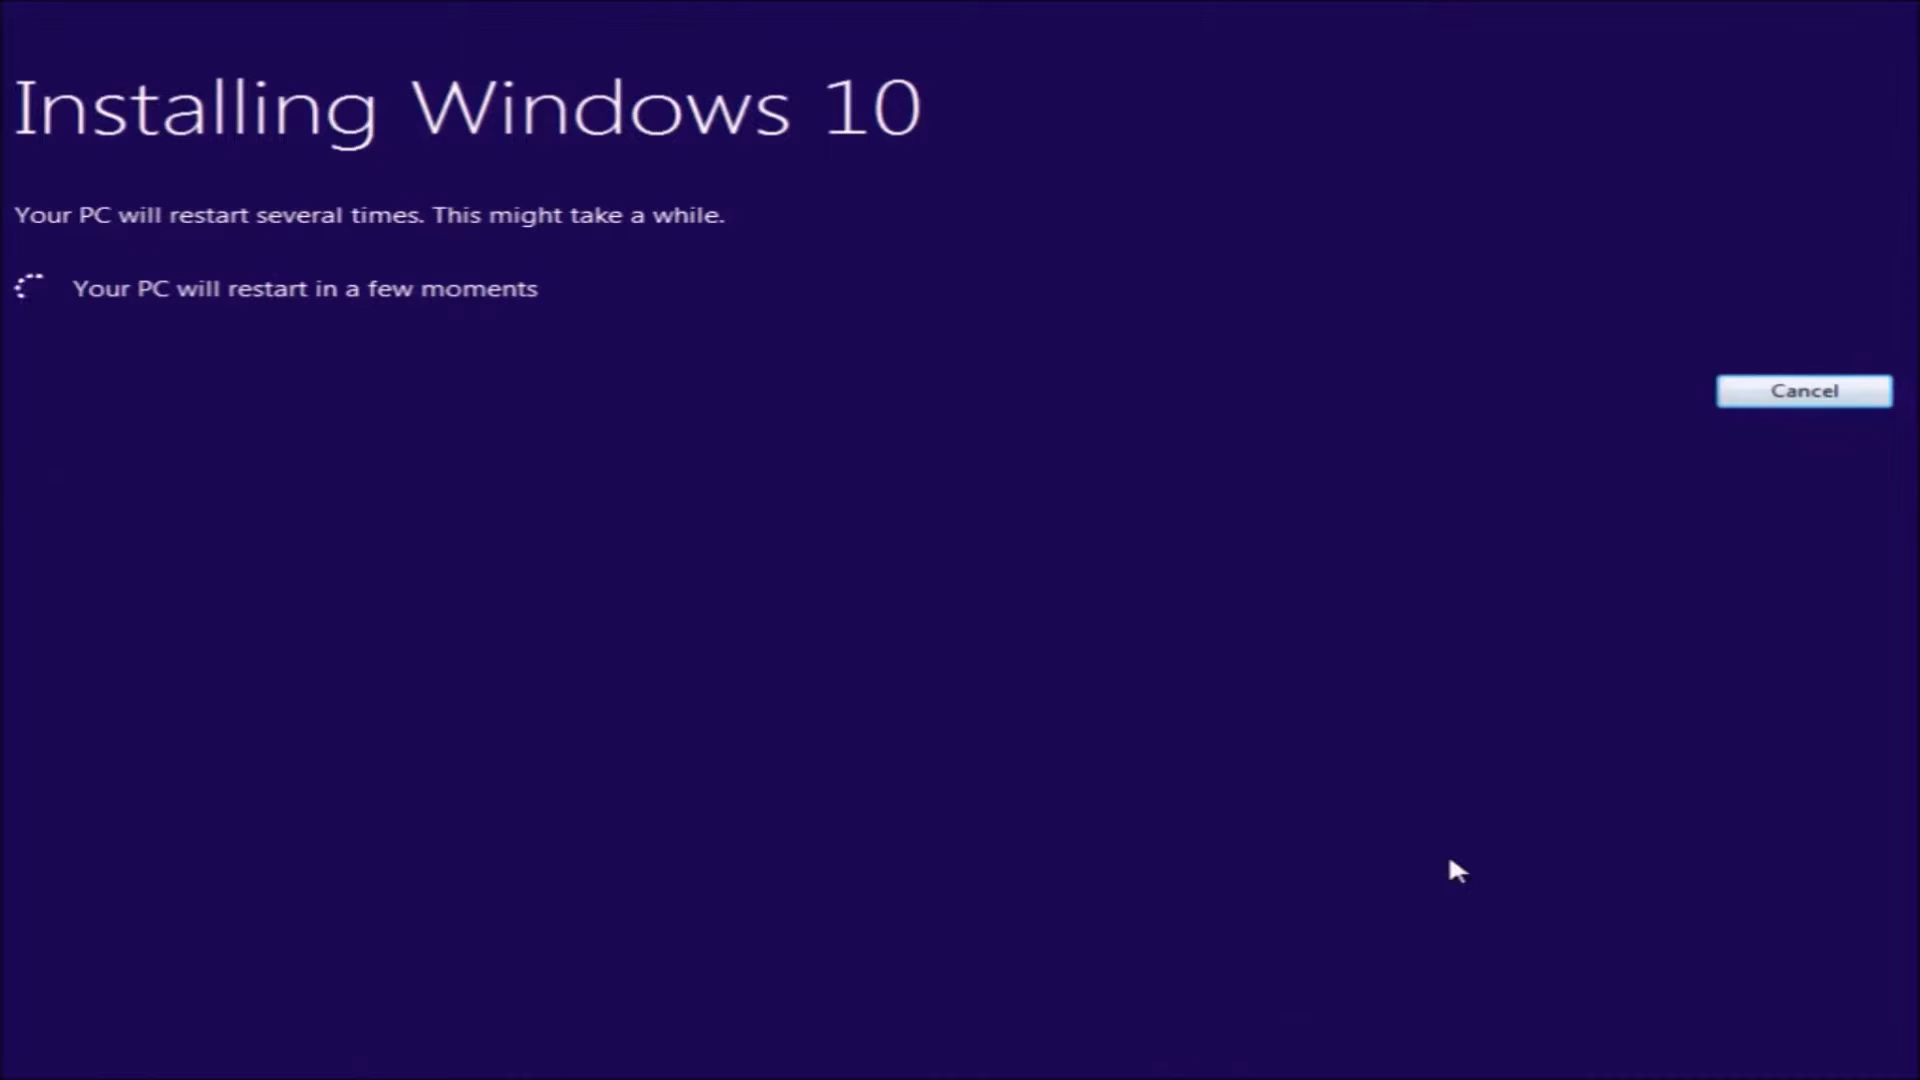 Installing Windows 10
Your PC will restart several times. This might take a while.
Your PC will restart in a few moments
Cancel